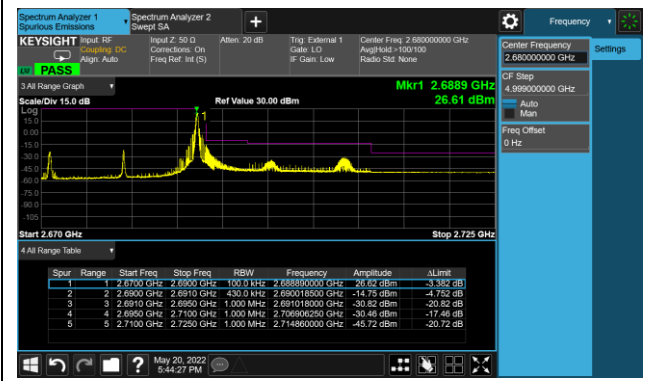 Spectrum Analyzer 1
Spurious Emissions
Spectrum Analyzer 2
Swept SA
+
Frequency
KEYSIGHT
Input: RF
Coupling: DC
Align: Auto
Input Z: 50 Ω
Corrections: On
Freq Ref: Int (S)
Atten: 20 dB
Trig: External 1
Gate: LO
IF Gain: Low
Center Freq: 2.680000000 GHz
Avg|Hold:>100/100
Radio Std: None
PASS
Center Frequency
2.680000000 GHz
Settings
CF Step
4.999000000 GHz
Auto
Man
Freq Offset
0 Hz
3 All Range Graph
Mkr1 2.6889 GHz
26.61 dBm
Scale/Div 15.0 dB
Ref Value 30.00 dBm
Log
1
15.0
0.00
-15.0
-30.0
-45.0
-60.0
-75.0
-90.0
-105
Start 2.670 GHz
Stop 2.725 GHz
4 All Range Table
Spur Range Start Freq Stop Freq RBW Frequency Amplitude ΔLimit
1 1 2.6700 GHz 2.6900 GHz 100.0 kHz 2.688890000 GHz 26.62 dBm -3.382 dB
2 2 2.6900 GHz 2.6910 GHz 430.0 kHz 2.690018500 GHz -14.75 dBm -4.752 dB
3 3 2.6910 GHz 2.6950 GHz 1.000 MHz 2.691018000 GHz -30.82 dBm -20.82 dB
4 4 2.6950 GHz 2.7100 GHz 1.000 MHz 2.706906250 GHz -30.46 dBm -17.46 dB
5 5 2.7100 GHz 2.7250 GHz 1.000 MHz 2.714860000 GHz -45.72 dBm -20.72 dB
?
May 20, 2022
5:44:27 PM